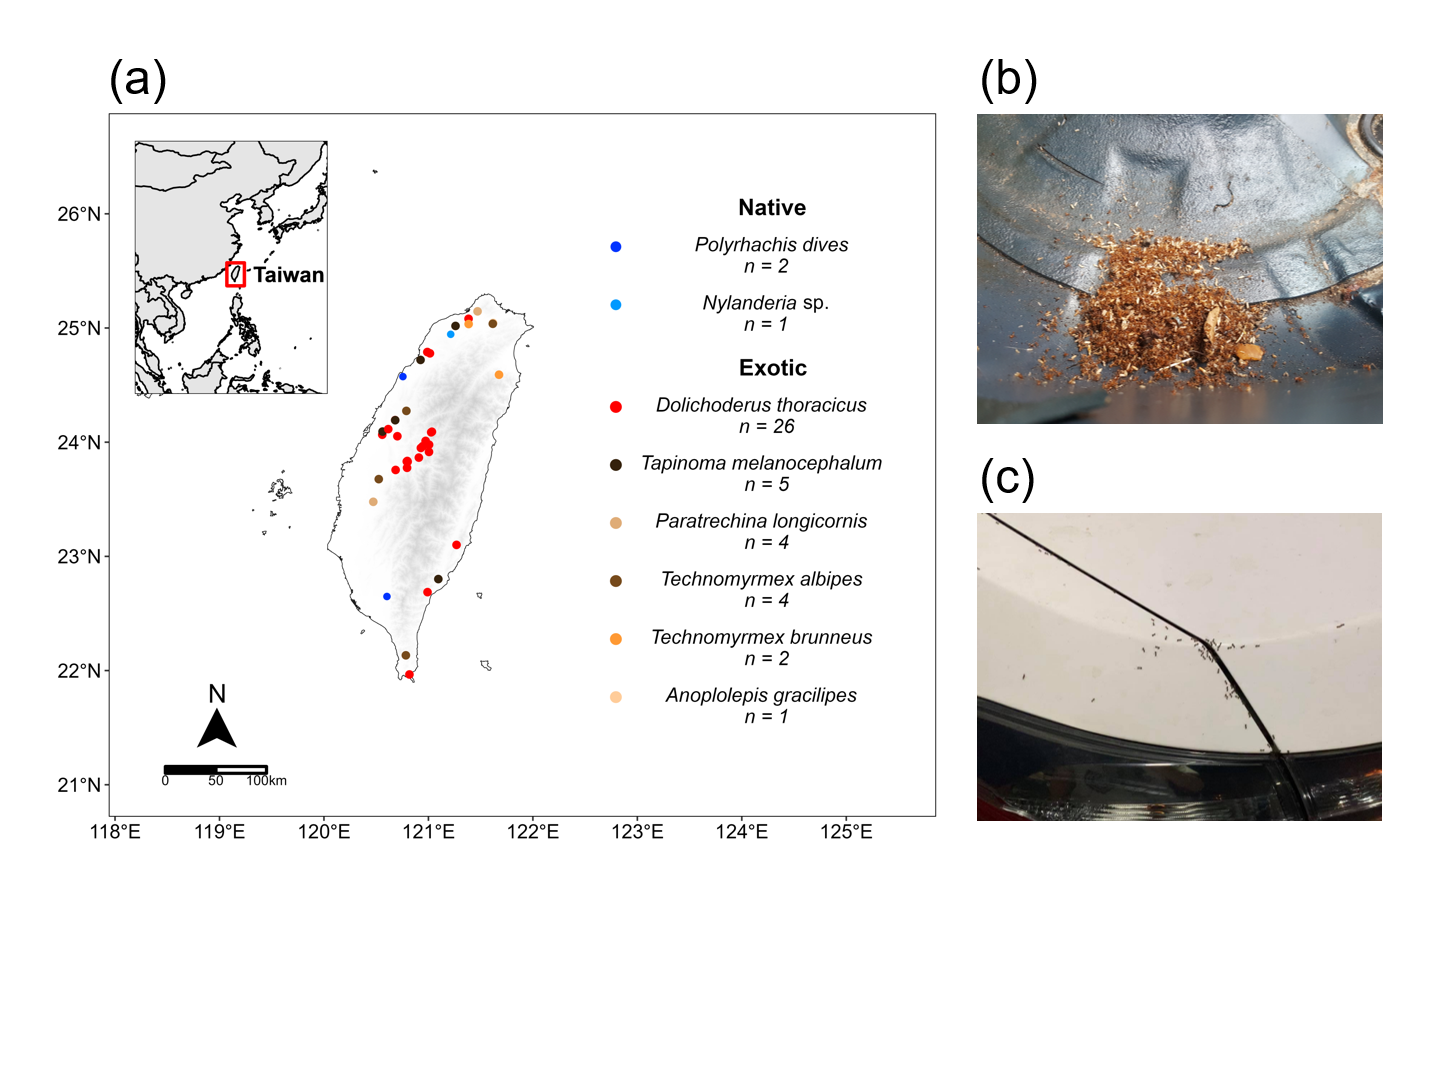 (a)
Taiwan
26°N
25°N
24°N
23°N
22°N
21°N
118°E
119°E
120°E
121°E
122°E
123°E
124°E
125°E
N
0
50
100km
Native
Polyrhachis dives
n = 2
Nylanderia sp.
n = 1
Exotic
Dolichoderus thoracicus
n = 26
Tapinoma melanocephalum
n = 5
Paratrechina longicornis
n = 4
Technomyrmex albipes
n = 4
Technomyrmex brunneus
n = 2
Anoplolepis gracilipes
n = 1
(b)
(c)